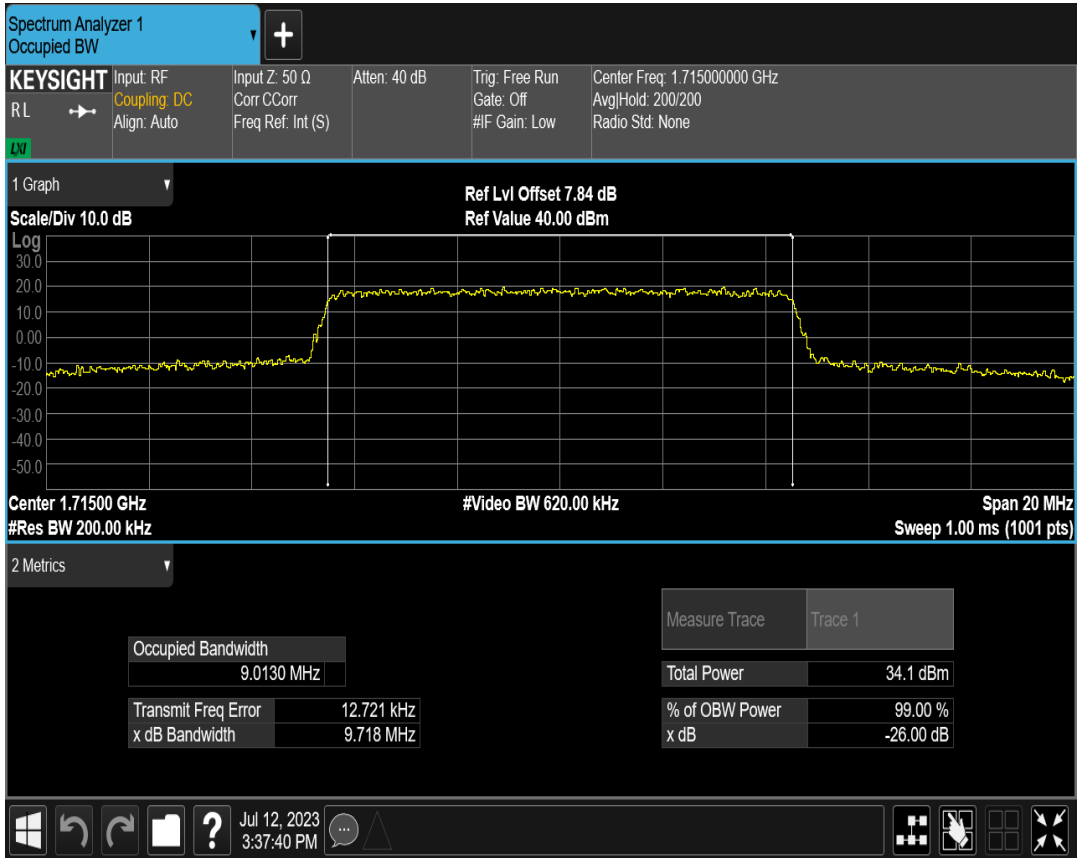 Spectrum Analyzer 1
Occupied BW
+
KEYSIGHT
R L
LXI
Input: RF
Coupling: DC
Align: Auto
Input Z: 50 Ω
Corr CCorr
Freq Ref: Int (S)
Atten: 40 dB
Trig: Free Run
Gate: Off
#IF Gain: Low
Center Freq: 1.715000000 GHz
Avg|Hold: 200/200
Radio Std: None
1 Graph
Scale/Div 10.0 dB
Ref Lvl Offset 7.84 dB
Ref Value 40.00 dBm
Log
30.0
20.0
10.0
0.00
-10.0
-20.0
-30.0
-40.0
-50.0
Center 1.71500 GHz
#Res BW 200.00 kHz
#Video BW 620.00 kHz
Span 20 MHz
Sweep 1.00 ms (1001 pts)
2 Metrics
Occupied Bandwidth
9.0130 MHz
Transmit Freq Error 12.721 kHz
x dB Bandwidth 9.718 MHz
Measure Trace Trace 1
Total Power 34.1 dBm
% of OBW Power 99.00 %
x dB -26.00 dB
?
Jul 12, 2023
3:37:40 PM